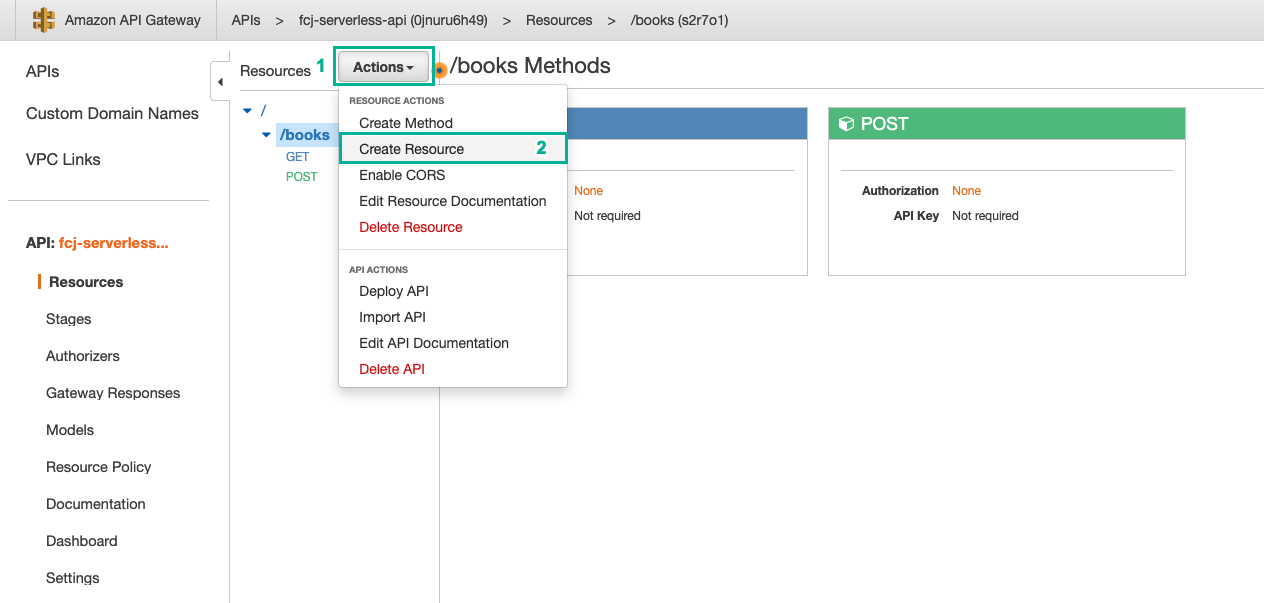 Amazon API Gateway APIs > fcj-serverless-api (0jnuru6h49) > Resources > /books (s2r7o1)
APIs
Custom Domain Names
VPC Links
API: fcj-serverless...
Resources
Stages
Authorizers
Gateway Responses
Models
Resource Policy
Documentation
Dashboard
Settings
Resources 1 Actions
/
/books
GET
POST
RESOURCE ACTIONS
Create Method
Create Resource 2
Enable CORS
Edit Resource Documentation
Delete Resource
API ACTIONS
Deploy API
Import API
Edit API Documentation
Delete API
/books Methods
None
Not required
POST
Authorization None
API Key Not required